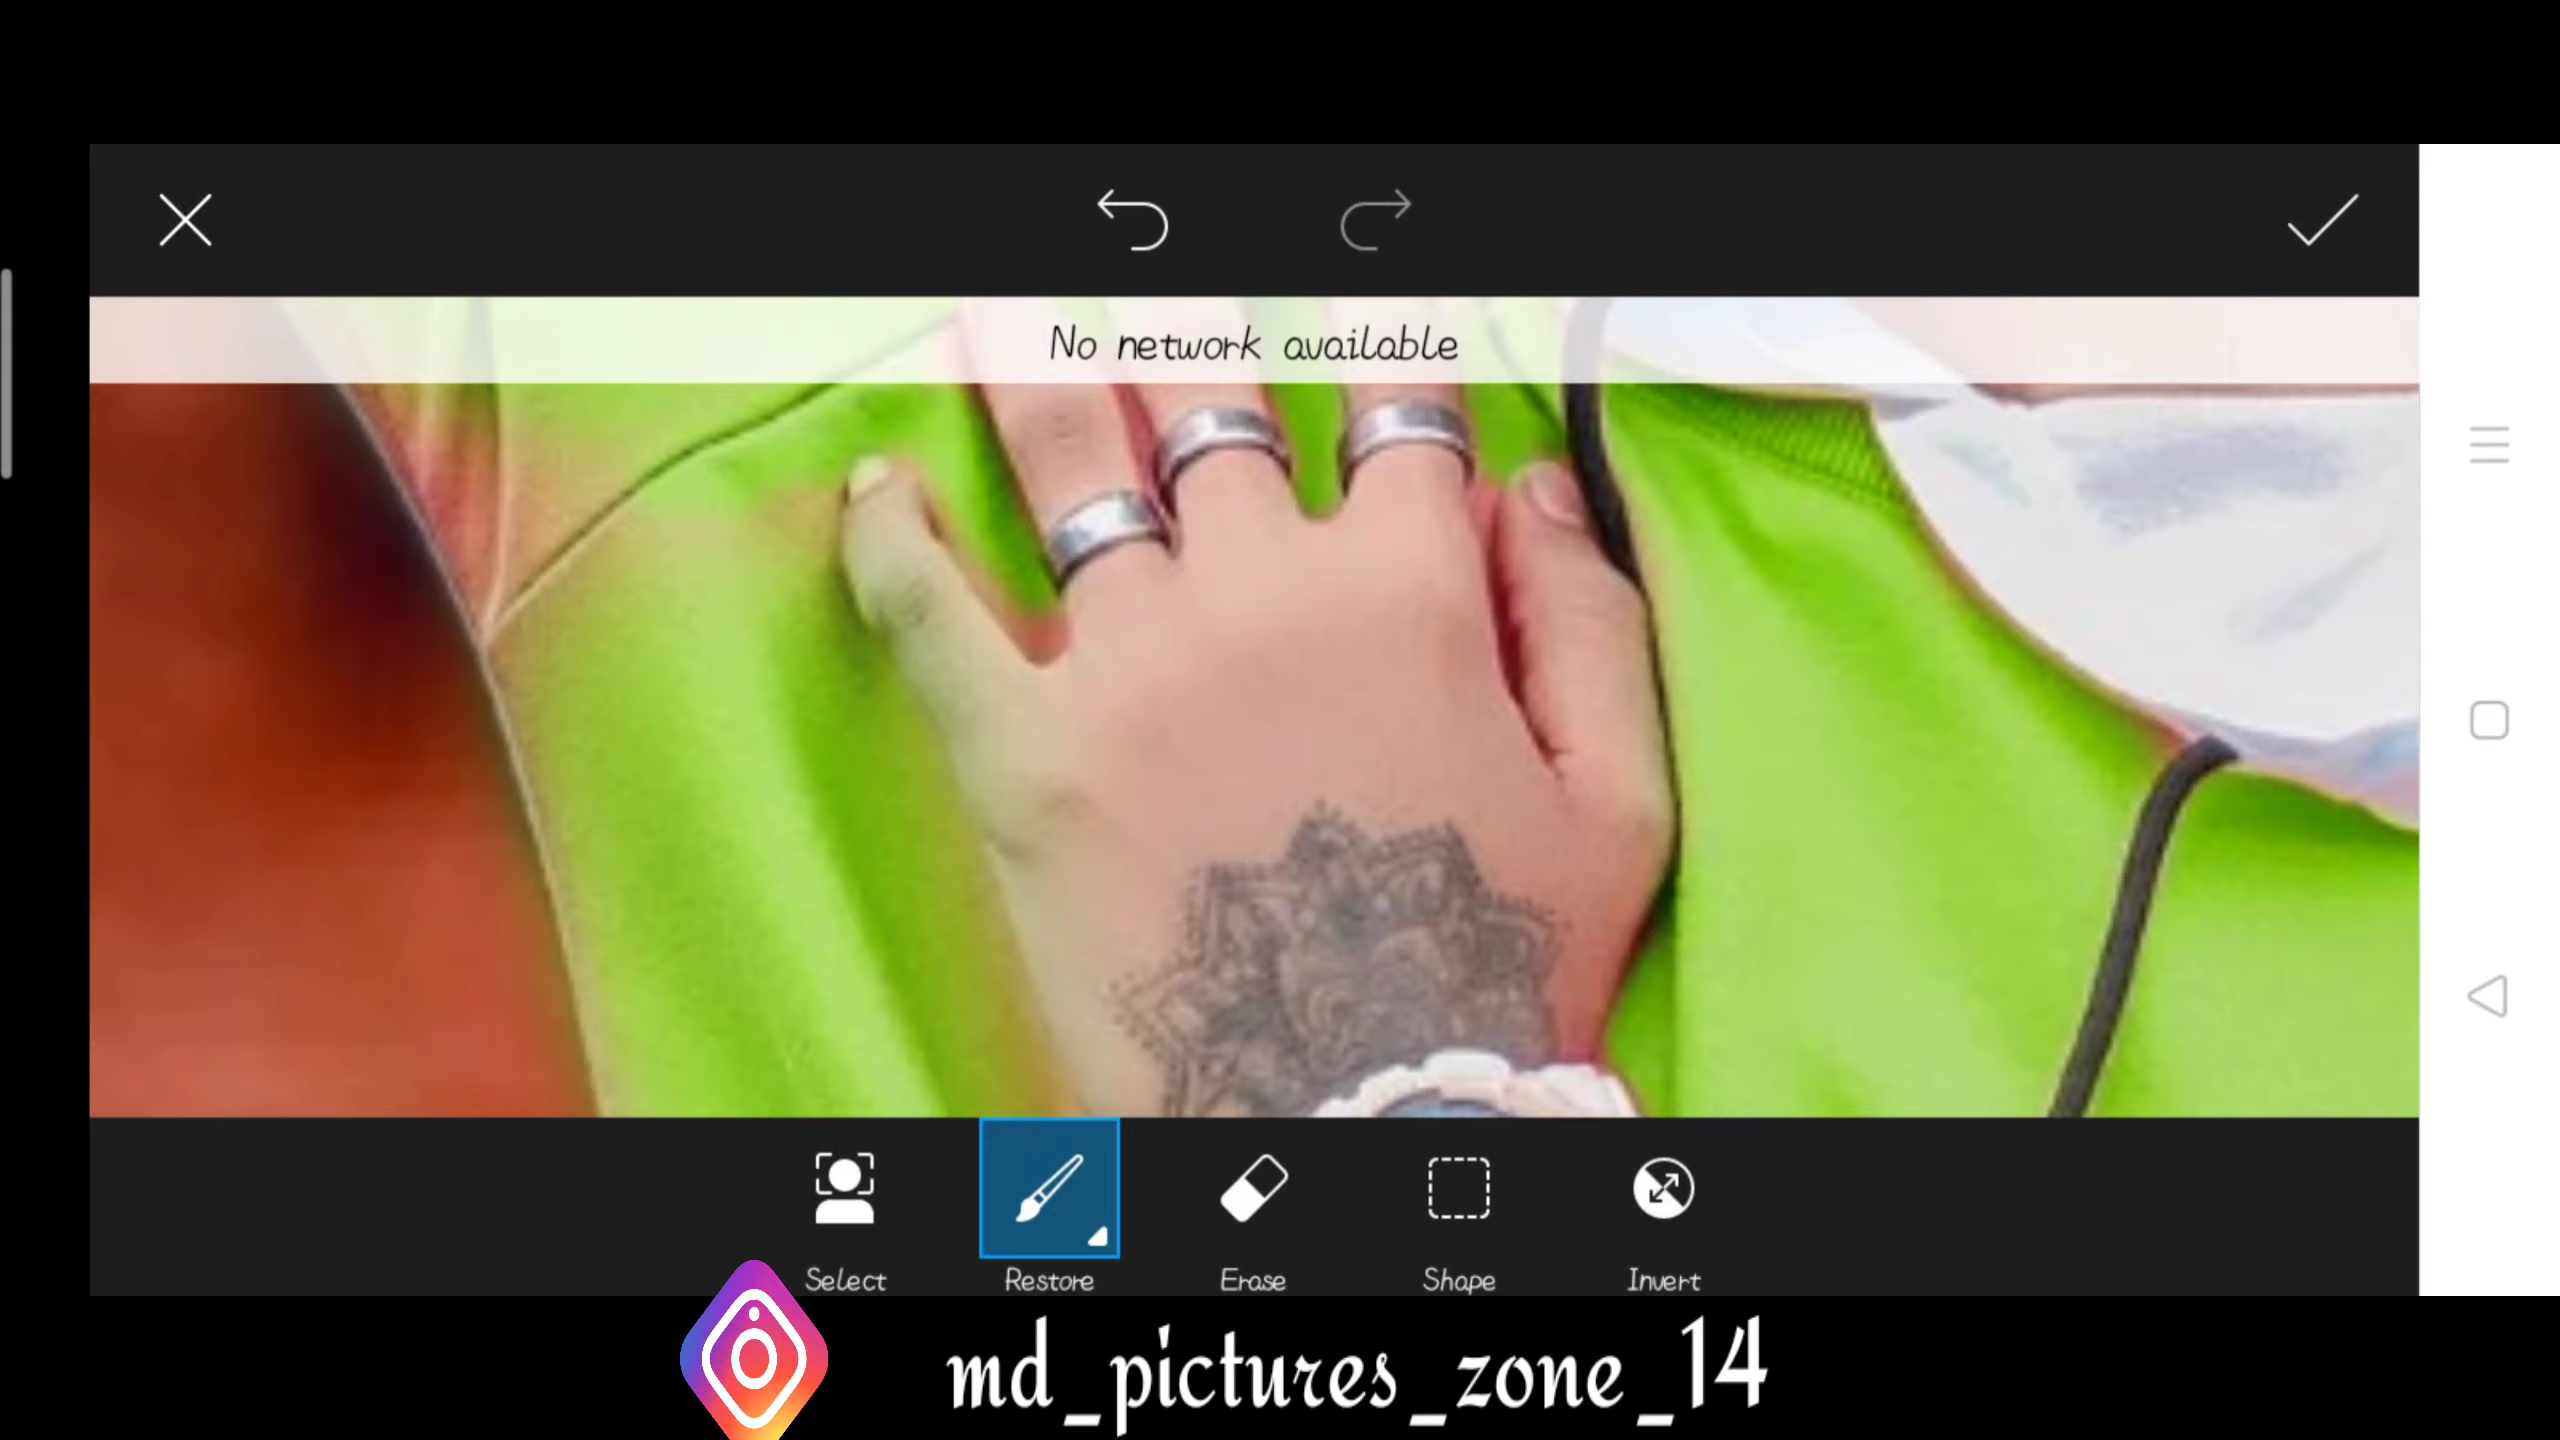 No network available
Select Restore Erase Shape Invert
md_pictures_zone_14